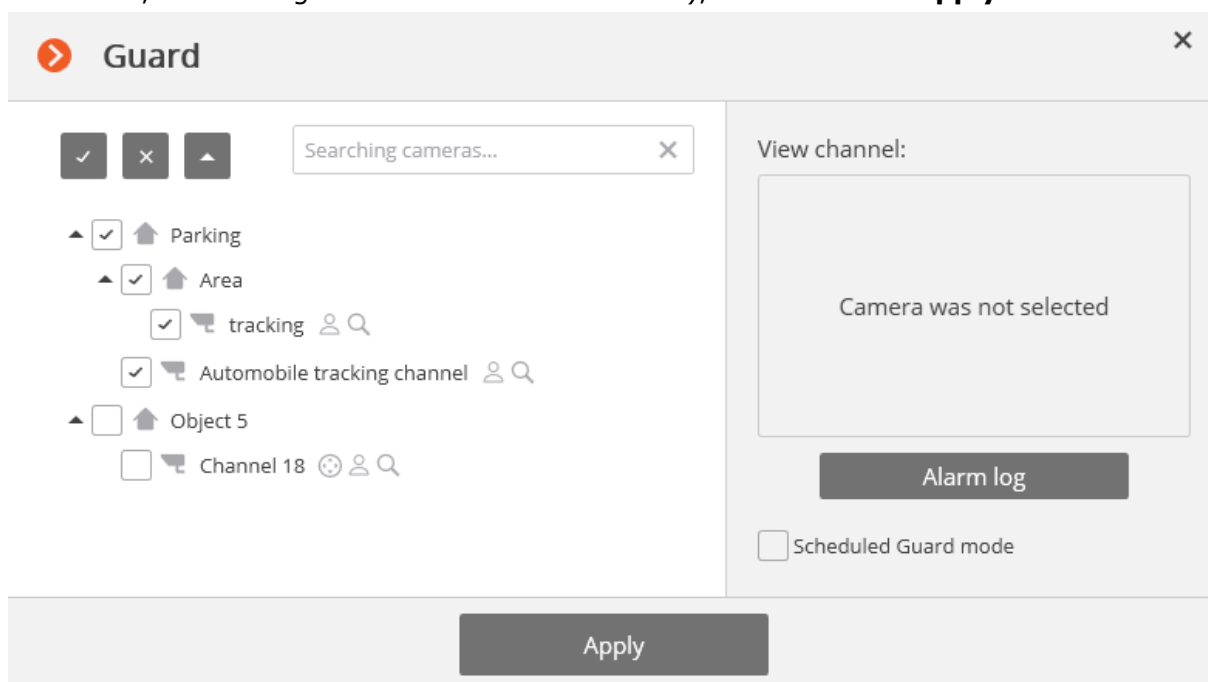 Apply
Guard
Searching cameras...
Parking
Area
tracking
Automobile tracking channel
Object 5
Channel 18
View channel:
Camera was not selected
Alarm log
Scheduled Guard mode
Apply